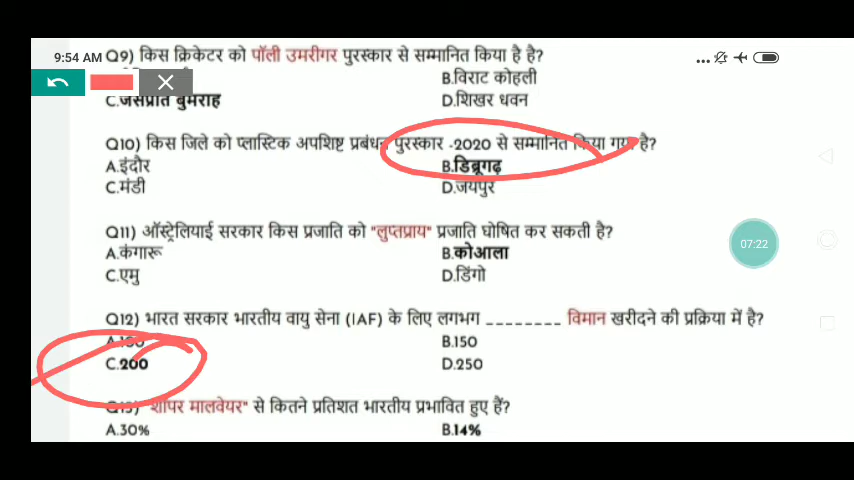 9:54 AM
Q9) किस क्रिकेटर को पॉली उमरीगर पुरस्कार से सम्मानित किया है है?
B.विराट कोहली
C.जसप्रीत बुमराह
D.शिखर धवन
Q10) किस जिले को प्लास्टिक अपशिष्ट प्रबंधन पुरस्कार -2020 से सम्मानित किया गया है?
A.इंदौर
B.डिब्रूगढ़
C.मंडी
D.जयपुर
Q11) ऑस्ट्रेलियाई सरकार किस प्रजाति को "लुप्तप्राय" प्रजाति घोषित कर सकती है?
A.कंगारू
B.कोआला
C.एमु
D.डिंगो
07:22
Q12) भारत सरकार भारतीय वायु सेना (IAF) के लिए लगभग ________ विमान खरीदने की प्रक्रिया में है?
A.100
B.150
C.200
D.250
Q13) "शॉपर मालवेयर" से कितने प्रतिशत भारतीय प्रभावित हुए हैं?
A.30%
B.14%